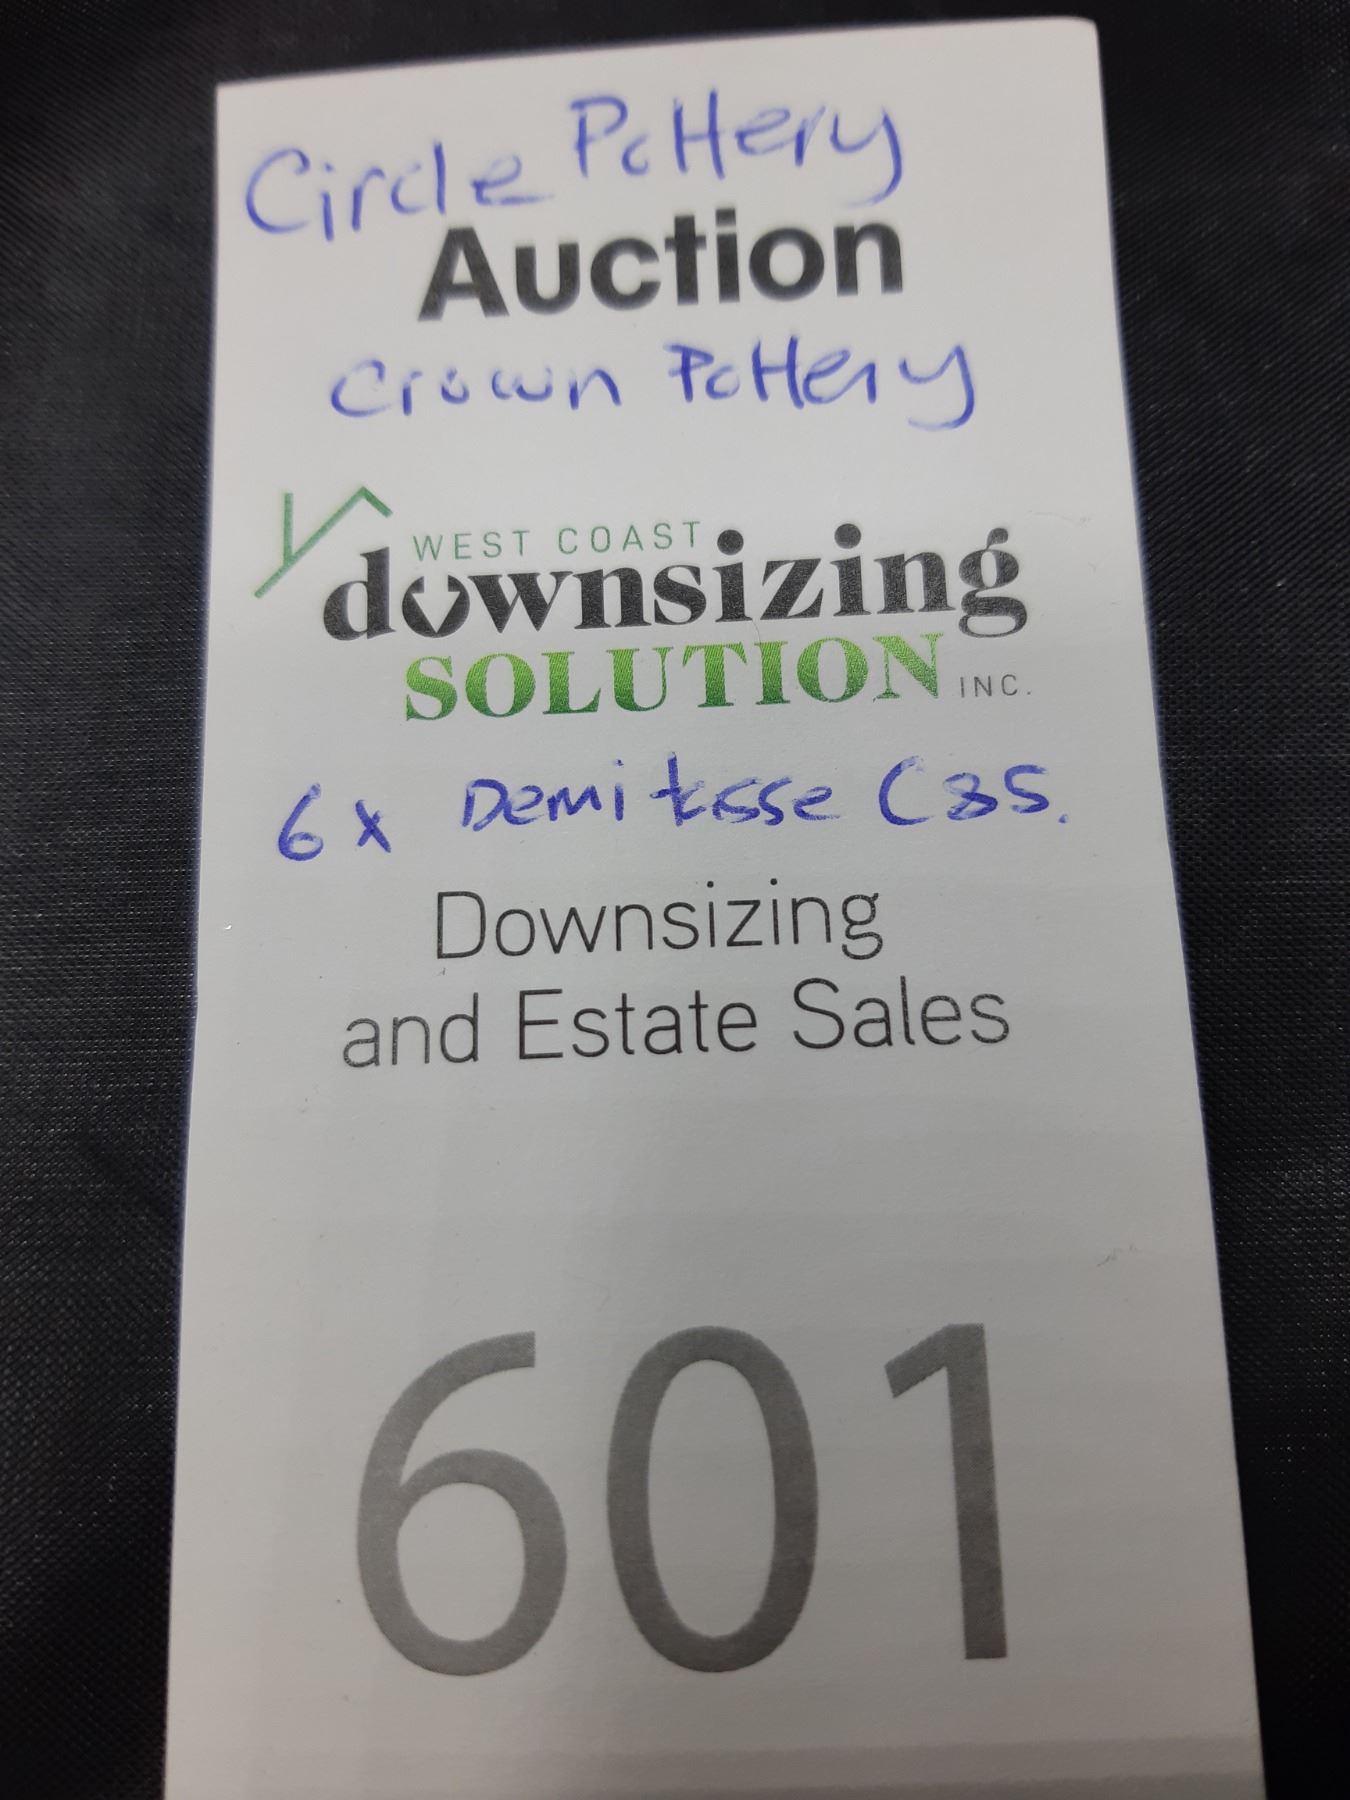 Circle Pottery
Auction
Crown Pottery
WEST COAST
downsizing
SOLUTION INC.
6 x Demitasse C&S.
Downsizing
and Estate Sales
601